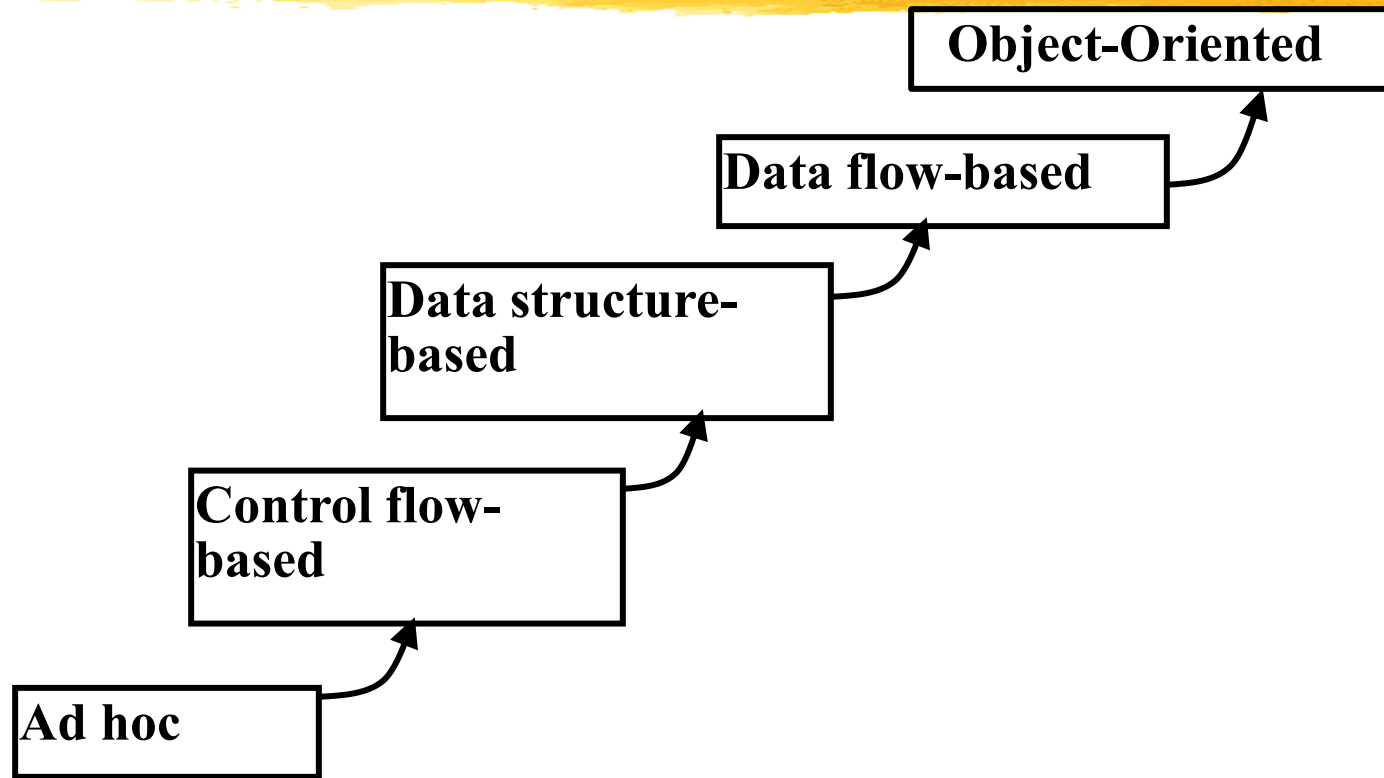 Object-Oriented
Data flow-based
Data structure-
based
Control flow-
based
Ad hoc